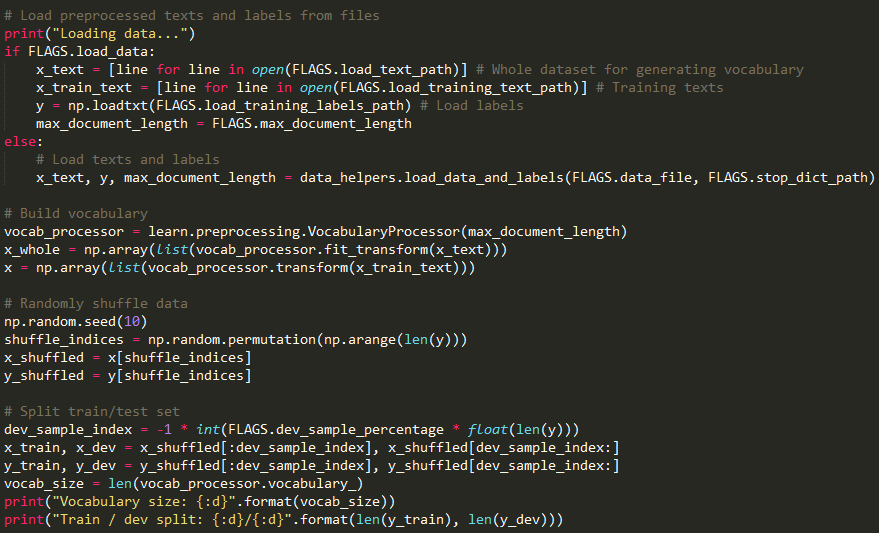 # Load preprocessed texts and labels from files
print("Loading data...")
if FLAGS.load_data:
    x_text = [line for line in open(FLAGS.load_text_path)] # Whole dataset for generating vocabulary
    x_train_text = [line for line in open(FLAGS.load_training_text_path)] # Training texts
    y = np.loadtxt(FLAGS.load_training_labels_path) # Load labels
    max_document_length = FLAGS.max_document_length
else:
    # Load texts and labels
    x_text, y, max_document_length = data_helpers.load_data_and_labels(FLAGS.data_file, FLAGS.stop_dict_path)

# Build vocabulary
vocab_processor = learn.preprocessing.VocabularyProcessor(max_document_length)
x_whole = np.array(list(vocab_processor.fit_transform(x_text)))
x = np.array(list(vocab_processor.transform(x_train_text)))

# Randomly shuffle data
np.random.seed(10)
shuffle_indices = np.random.permutation(np.arange(len(y)))
x_shuffled = x[shuffle_indices]
y_shuffled = y[shuffle_indices]

# Split train/test set
dev_sample_index = -1 * int(FLAGS.dev_sample_percentage * float(len(y)))
x_train, x_dev = x_shuffled[:dev_sample_index], x_shuffled[dev_sample_index:]
y_train, y_dev = y_shuffled[:dev_sample_index], y_shuffled[dev_sample_index:]
vocab_size = len(vocab_processor.vocabulary_)
print("Vocabulary size: {:d}".format(vocab_size))
print("Train / dev split: {:d}/{:d}".format(len(y_train), len(y_dev)))